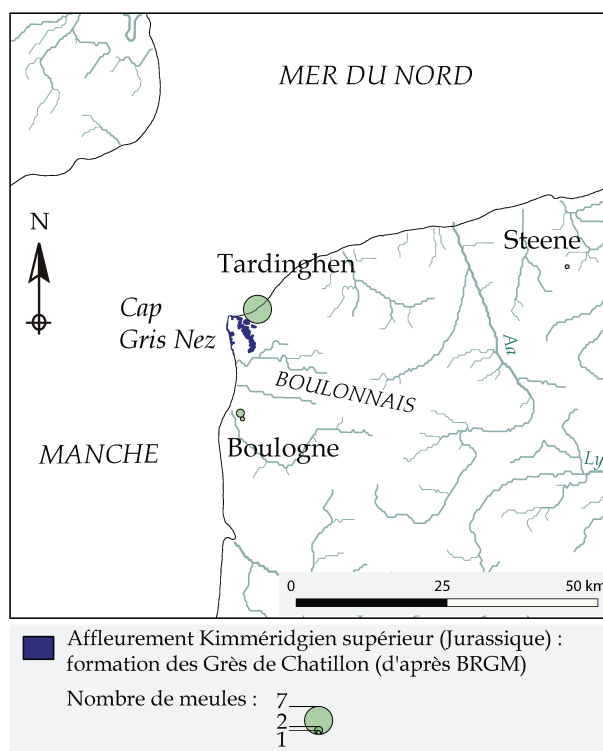 MER DU NORD
N
Steene
Tardinghen
Cap
Gris Nez
Aa
BOULONNAIS
Boulogne
MANCHE
Ly
0 25 50 km
Affleurement Kimméridgien supérieur (Jurassique) :
formation des Grès de Chatillon (d'après BRGM)
Nombre de meules :
7
2
1